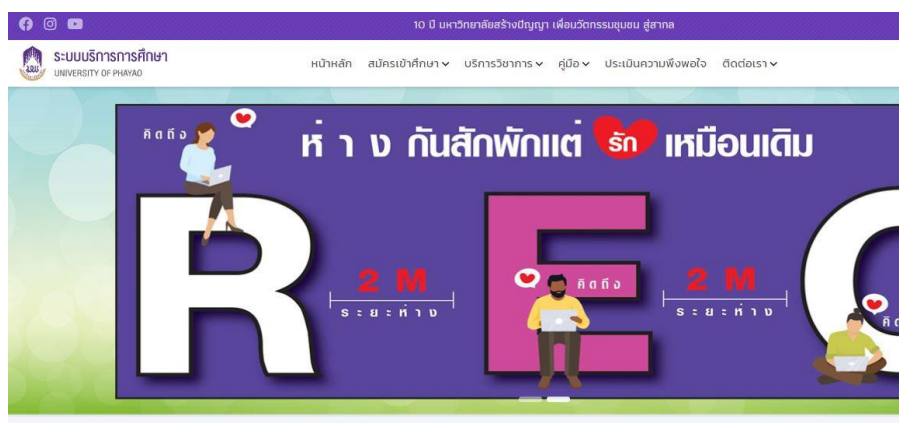 10 ปี มหาวิทยาลัยสร้างปัญญา เพื่อนวัตกรรมชุมชน สู่สากล
ระบบบริการการศึกษา
UNIVERSITY OF PHAYAO
หน้าหลัก สมัครเข้าศึกษา บริการวิชาการ คู่มือ ประเมินความพึงพอใจ ติดต่อเรา
คิดถึง
ห่างกันสักพักแต่ รัก เหมือนเดิม
R E C
2 M
ระยะห่าง
คิดถึง
2 M
ระยะห่าง